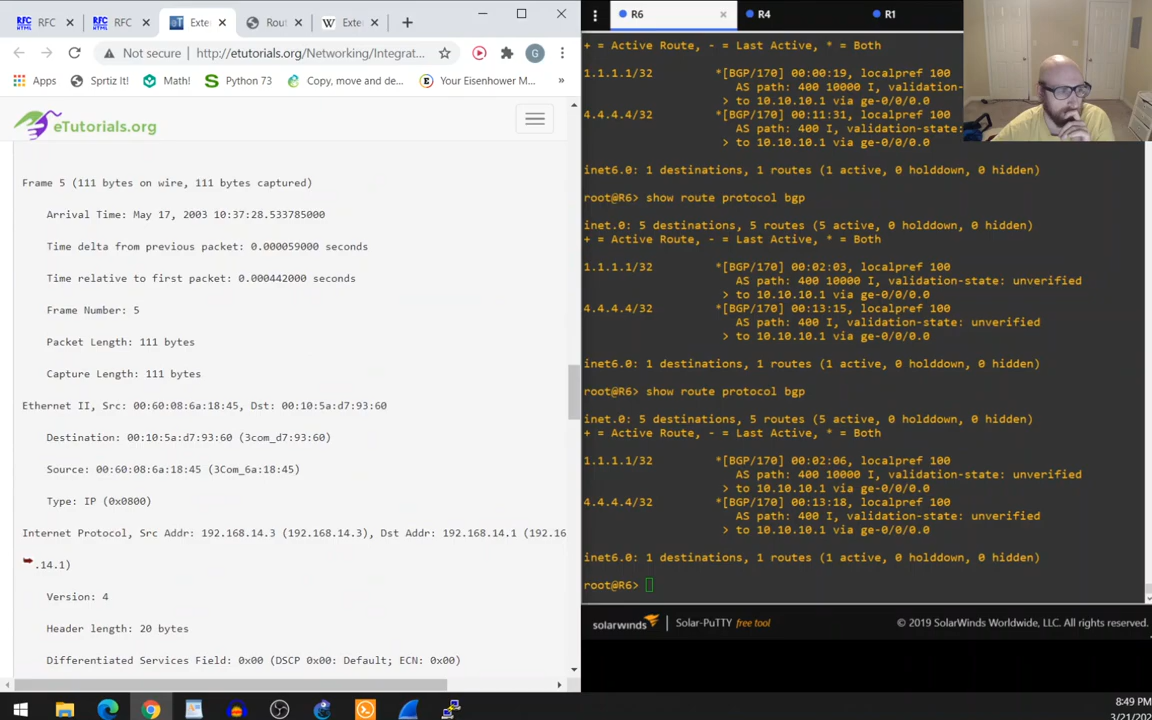 RFC
RFC
Exte
Rout
Exte
Not secure
http://etutorials.org/Networking/Integrat...
G
Apps
Sprtiz It!
Math!
Python 73
Copy, move and de...
Your Eisenhower M...
»
eTutorials.org
Frame 5 (111 bytes on wire, 111 bytes captured)
Arrival Time: May 17, 2003 10:37:28.533785000
Time delta from previous packet: 0.000059000 seconds
Time relative to first packet: 0.000442000 seconds
Frame Number: 5
Packet Length: 111 bytes
Capture Length: 111 bytes
Ethernet II, Src: 00:60:08:6a:18:45, Dst: 00:10:5a:d7:93:60
Destination: 00:10:5a:d7:93:60 (3com_d7:93:60)
Source: 00:60:08:6a:18:45 (3Com_6a:18:45)
Type: IP (0x0800)
Internet Protocol, Src Addr: 192.168.14.3 (192.168.14.3), Dst Addr: 192.168.14.1 (192.16
.14.1)
Version: 4
Header length: 20 bytes
Differentiated Services Field: 0x00 (DSCP 0x00: Default; ECN: 0x00)
R6
R4
R1
+ = Active Route, - = Last Active, * = Both
1.1.1.1/32 *[BGP/170] 00:00:19, localpref 100
AS path: 400 10000 I, validation-
> to 10.10.10.1 via ge-0/0/0.0
4.4.4.4/32 *[BGP/170] 00:11:31, localpref 100
AS path: 400 I, validation-state:
> to 10.10.10.1 via ge-0/0/0.0
inet6.0: 1 destinations, 1 routes (1 active, 0 holddown, 0 hidden)
root@R6> show route protocol bgp
inet.0: 5 destinations, 5 routes (5 active, 0 holddown, 0 hidden)
+ = Active Route, - = Last Active, * = Both
1.1.1.1/32 *[BGP/170] 00:02:03, localpref 100
AS path: 400 10000 I, validation-state: unverified
> to 10.10.10.1 via ge-0/0/0.0
4.4.4.4/32 *[BGP/170] 00:13:15, localpref 100
AS path: 400 I, validation-state: unverified
> to 10.10.10.1 via ge-0/0/0.0
inet6.0: 1 destinations, 1 routes (1 active, 0 holddown, 0 hidden)
root@R6> show route protocol bgp
inet.0: 5 destinations, 5 routes (5 active, 0 holddown, 0 hidden)
+ = Active Route, - = Last Active, * = Both
1.1.1.1/32 *[BGP/170] 00:02:06, localpref 100
AS path: 400 10000 I, validation-state: unverified
> to 10.10.10.1 via ge-0/0/0.0
4.4.4.4/32 *[BGP/170] 00:13:18, localpref 100
AS path: 400 I, validation-state: unverified
> to 10.10.10.1 via ge-0/0/0.0
inet6.0: 1 destinations, 1 routes (1 active, 0 holddown, 0 hidden)
root@R6>
solarwinds
Solar-PuTTY free tool
© 2019 SolarWinds Worldwide, LLC. All rights reserved.
8:49 PM
3/21/202